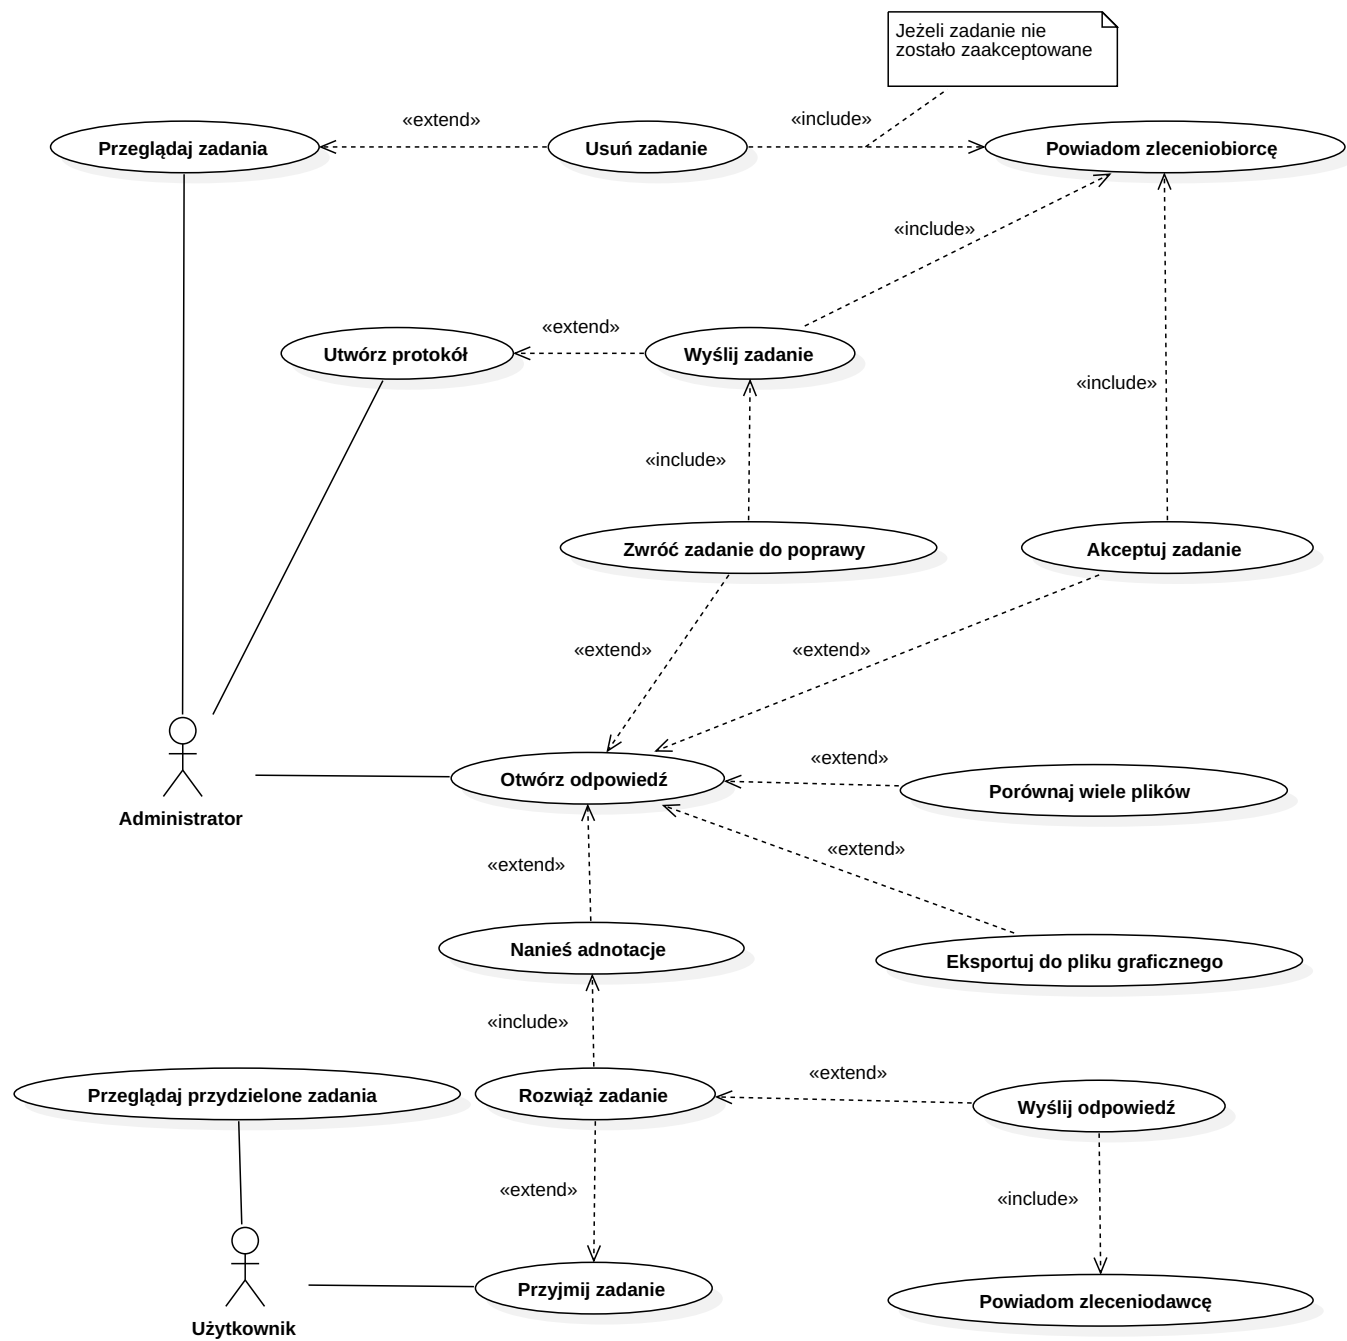 Jeżeli zadanie nie
zostało zaakceptowane
«extend»
«include»
Przeglądaj zadania
Usuń zadanie
Powiadom zleceniobiorcę
«include»
«extend»
Utwórz protokół
Wyślij zadanie
«include»
«include»
Zwróć zadanie do poprawy
Akceptuj zadanie
«extend»
«extend»
«extend»
Otwórz odpowiedź
Porównaj wiele plików
Administrator
«extend»
«extend»
Nanieś adnotacje
Eksportuj do pliku graficznego
«include»
«extend»
Przeglądaj przydzielone zadania
Rozwiąż zadanie
Wyślij odpowiedź
«extend»
«include»
Przyjmij zadanie
Powiadom zleceniodawcę
Użytkownik